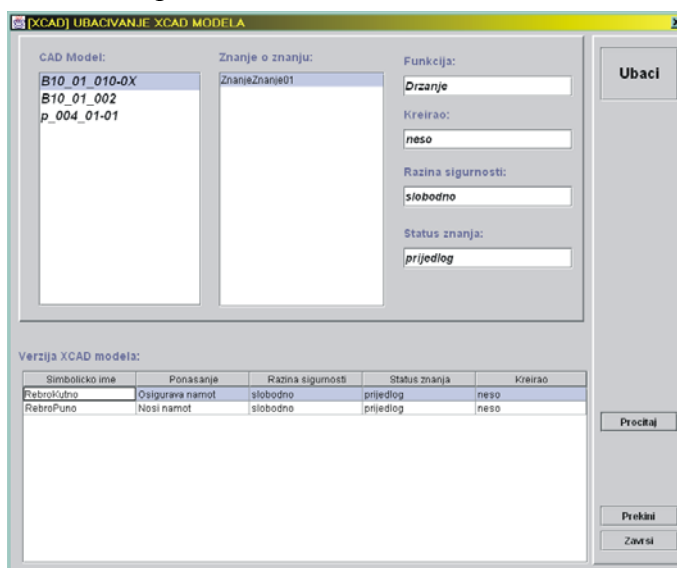 [XCAD] UBACIVANJE XCAD MODELA
CAD Model:
B10_01_010-0X
B10_01_002
p_004_01-01
Znanje o znanju:
ZnanjeZnanje01
Funkcija:
Drzanje
Kreirao:
neso
Razina sigurnosti:
slobodno
Status znanja:
prijedlog
Ubaci
Verzija XCAD modela:
Simbolicko ime Ponasanje Razina sigurnosti Status znanja Kreirao
RebroKutno Osigurava namot slobodno prijedlog neso
RebroPuno Nosi namot slobodno prijedlog neso
Procitaj
Prekini
Zavrsi